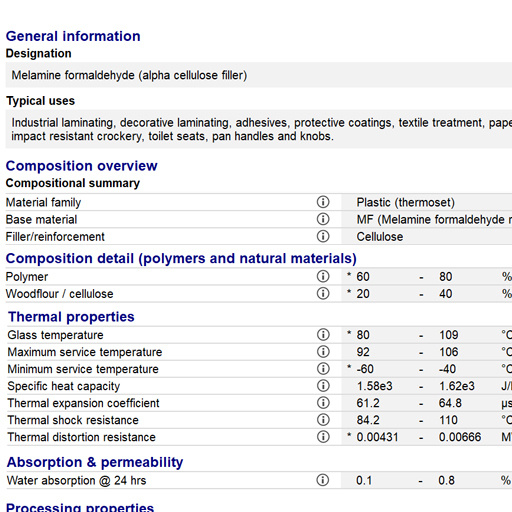 General information
Designation
Melamine formaldehyde (alpha cellulose filler)
Typical uses
Industrial laminating, decorative laminating, adhesives, protective coatings, textile treatment, pape
impact resistant crockery, toilet seats, pan handles and knobs.
Composition overview
Compositional summary
Material family Plastic (thermoset)
Base material MF (Melamine formaldehyde r
Filler/reinforcement Cellulose
Composition detail (polymers and natural materials)
Polymer * 60 - 80 %
Woodflour / cellulose * 20 - 40 %
Thermal properties
Glass temperature * 80 - 109 °C
Maximum service temperature 92 - 106 °C
Minimum service temperature * -60 - -40 °C
Specific heat capacity 1.58e3 - 1.62e3 J/
Thermal expansion coefficient 61.2 - 64.8 µs
Thermal shock resistance 84.2 - 110 °C
Thermal distortion resistance * 0.00431 - 0.00666 M
Absorption & permeability
Water absorption @ 24 hrs 0.1 - 0.8 %
Processing properties